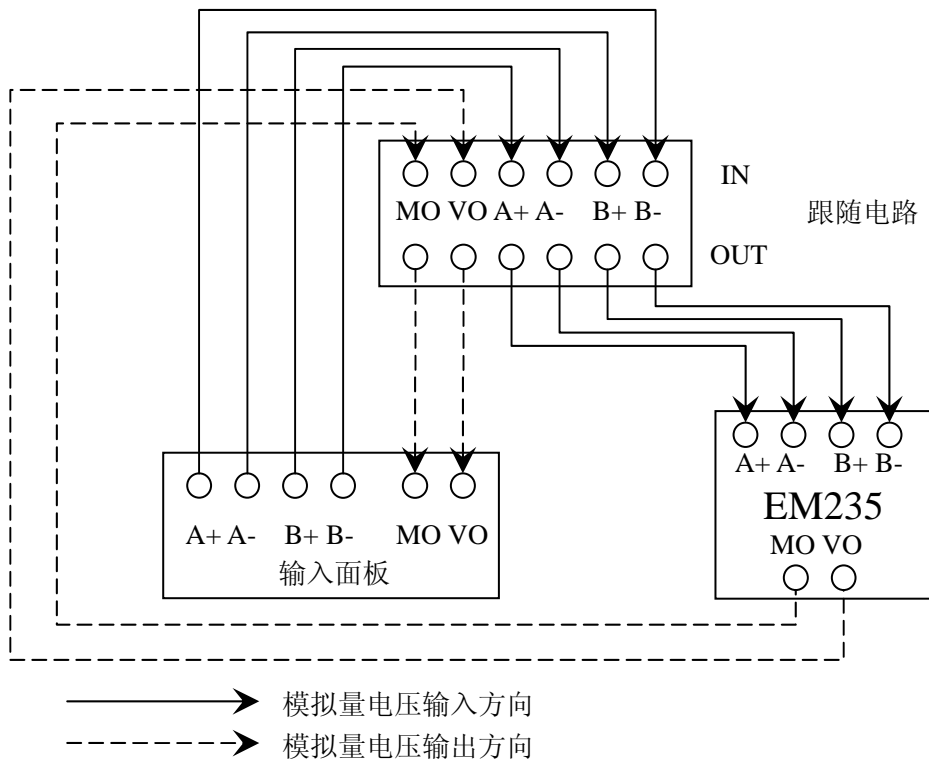 IN
MO VO A+ A- B+ B-
跟随电路
OUT
A+ A- B+ B-
EM235
MO VO
A+ A- B+ B- MO VO
输入面板
模拟量电压输入方向
模拟量电压输出方向